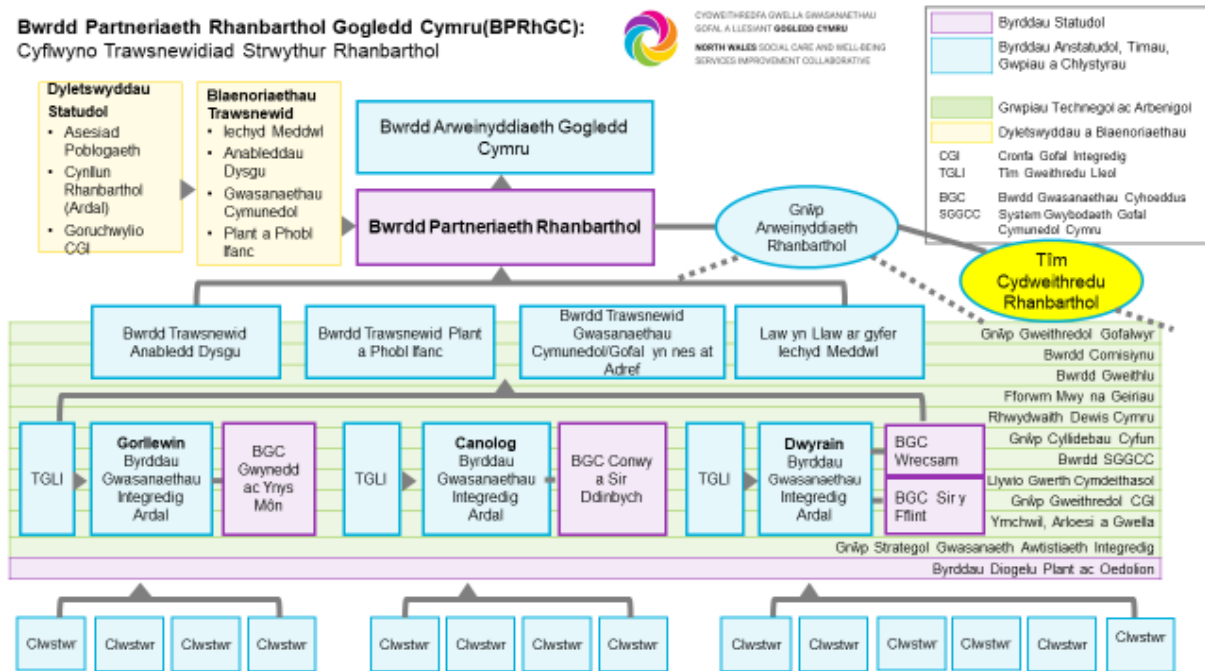 Bwrdd Partneriaeth Rhanbarthol Gogledd Cymru(BPRhGC):
Cyflwyno Trawsnewidiad Strwythur Rhanbarthol
CYDWEITHREDFA GWELLA GWASANAETHAU
GOFAL A LLESIANT GOGLEDD CYMRU
NORTH WALES SOCIAL CARE AND WELL-BEING
SERVICES IMPROVEMENT COLLABORATIVE
Byrddau Statudol
Byrddau Anstatudol, Timau,
Gwpiau a Chlystyrau
Grwpiau Technegol ac Arbenigol
Dyletswyddau a Blaenoriaethau
CGI Cronfa Gofal Integredig
TGLl Tîm Gweithredu Lleol
BGC Bwrdd Gwasanaethau Cyhoeddus
SGGCC System Gwybodaeth Gofal
Cymunedol Cymru
Dyletswyddau
Statudol
• Asesiad
Poblogaeth
• Cynllun
Rhanbarthol
(Ardal)
• Goruchwylio
CGI
Blaenoriaethau
Trawsnewid
• Iechyd Meddwl
• Anableddau
Dysgu
• Gwasanaethau
Cymunedol
• Plant a Phobl
Ifanc
Bwrdd Arweinyddiaeth Gogledd
Cymru
Bwrdd Partneriaeth Rhanbarthol
Grŵp
Arweinyddiaeth
Rhanbarthol
Tîm
Cydweithredu
Rhanbarthol
Bwrdd Trawsnewid
Anabledd Dysgu
Bwrdd Trawsnewid Plant
a Phobl Ifanc
Bwrdd Trawsnewid
Gwasanaethau
Cymunedol/Gofal yn nes at
Adref
Law yn Llaw ar gyfer
Iechyd Meddwl
Grŵp Gweithredol Gofalwyr
Bwrdd Comisiynu
Bwrdd Gweithlu
Fforwm Mwy na Geiriau
Rhwydwaith Dewis Cymru
Grŵp Cyllidebau Cyfun
Bwrdd SGGCC
Llywio Gwerth Cymdeithasol
Grŵp Gweithredol CGI
Ymchwil, Arloesi a Gwella
Grŵp Strategol Gwasanaeth Awtistiaeth Integredig
Byrddau Diogelu Plant ac Oedolion
TGLl
Gorllewin
Byrddau
Gwasanaethau
Integredig
Ardal
BGC
Gwynedd
ac Ynys
Môn
TGLl
Canolog
Byrddau
Gwasanaethau
Integredig
Ardal
BGC Conwy
a Sir
Ddinbych
TGLl
Dwyrain
Byrddau
Gwasanaethau
Integredig
Ardal
BGC
Wrecsam
BGC Sir y
Fflint
Clwstwr
Clwstwr
Clwstwr
Clwstwr
Clwstwr
Clwstwr
Clwstwr
Clwstwr
Clwstwr
Clwstwr
Clwstwr
Clwstwr
Clwstwr
Clwstwr